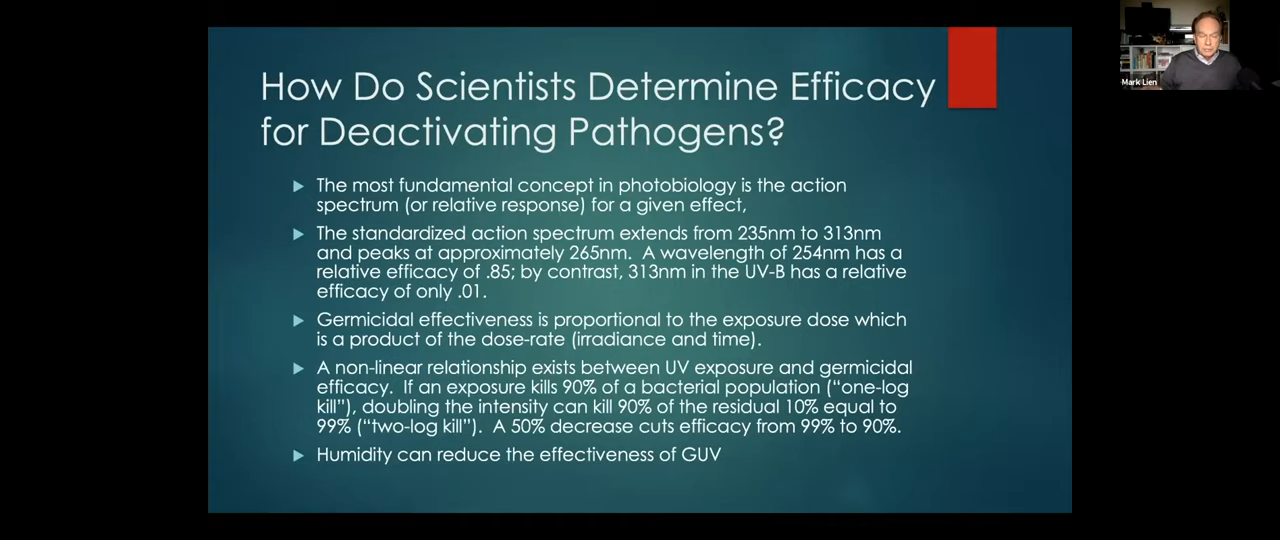 How Do Scientists Determine Efficacy
for Deactivating Pathogens?
The most fundamental concept in photobiology is the action
spectrum (or relative response) for a given effect,
The standardized action spectrum extends from 235nm to 313nm
and peaks at approximately 265nm.  A wavelength of 254nm has a
relative efficacy of .85; by contrast, 313nm in the UV-B has a relative
efficacy of only .01.
Germicidal effectiveness is proportional to the exposure dose which
is a product of the dose-rate (irradiance and time).
A non-linear relationship exists between UV exposure and germicidal
efficacy.  If an exposure kills 90% of a bacterial population (“one-log
kill”), doubling the intensity can kill 90% of the residual 10% equal to
99% (“two-log kill”).  A 50% decrease cuts efficacy from 99% to 90%.
Humidity can reduce the effectiveness of GUV
Mark Lien